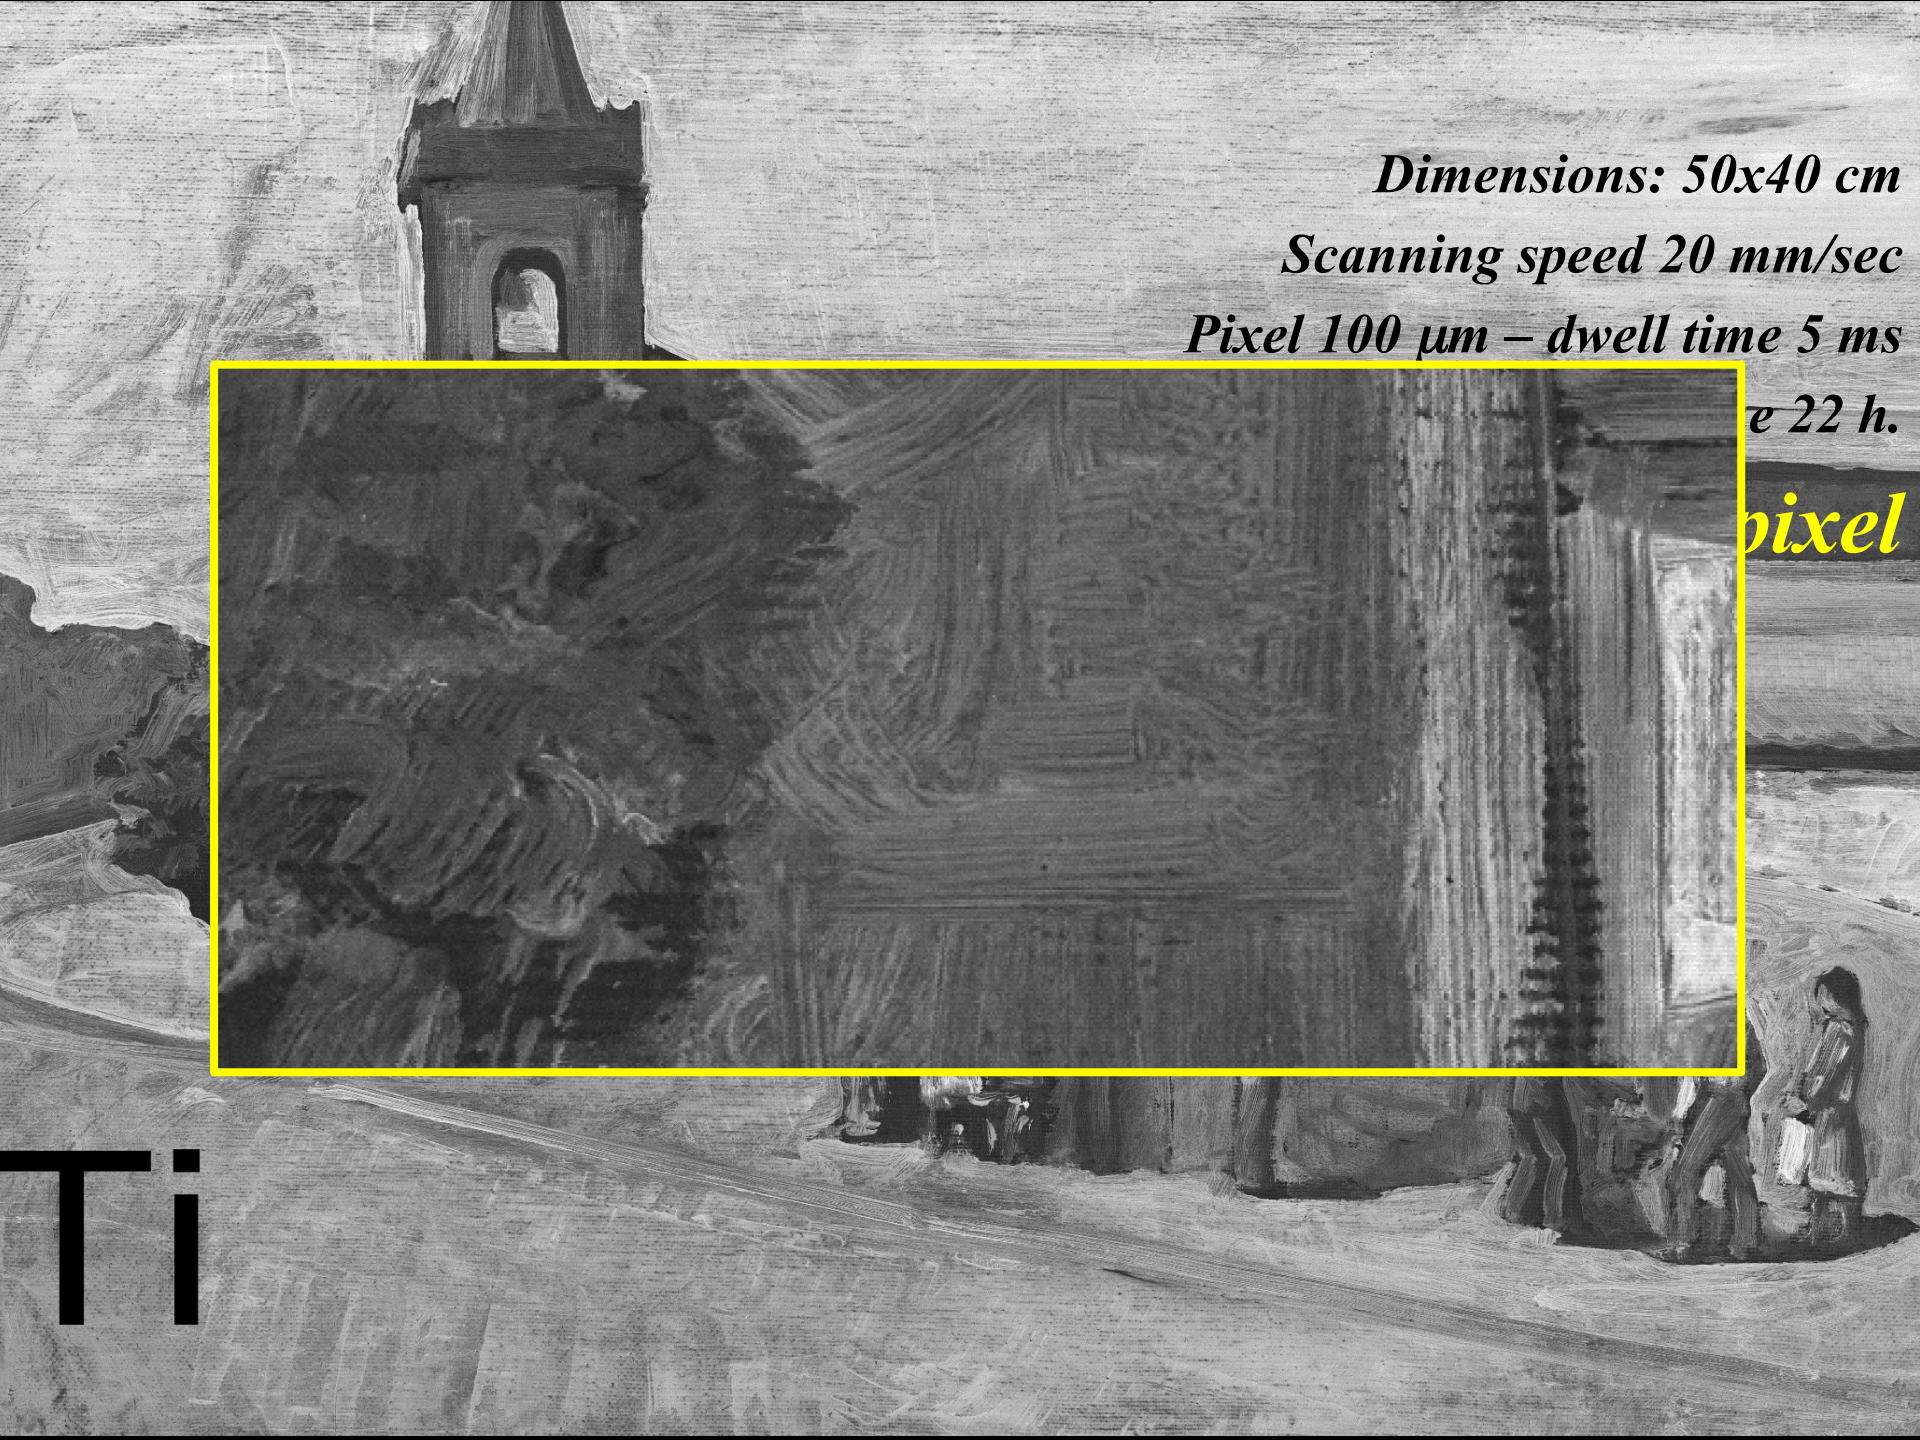 Dimensions: 50x40 cm
Scanning speed 20 mm/sec
Pixel 100 μm – dwell time 5 ms
22 h.
pixel
Ti